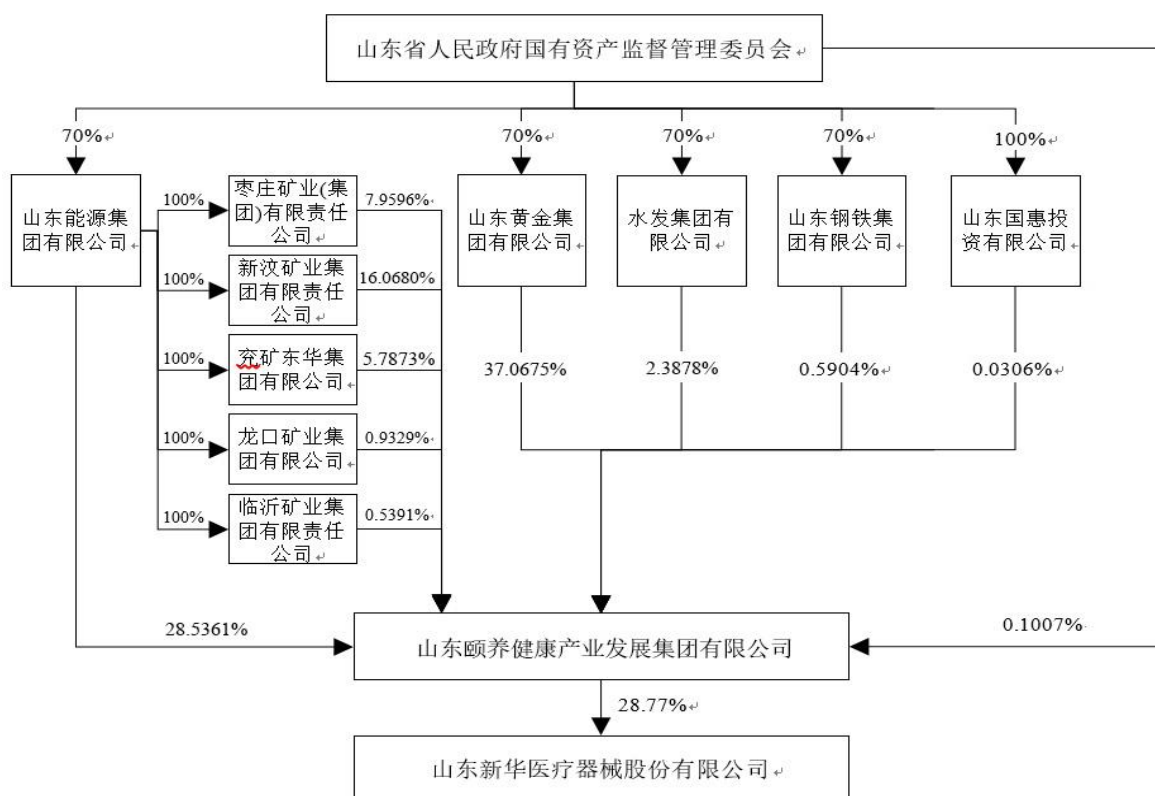 山东省人民政府国有资产监督管理委员会
70%
70%
70%
70%
100%
山东能源集
团有限公司
100%
枣庄矿业(集
团)有限责任
公司
7.9596%
山东黄金集
团有限公司
水发集团有
限公司
山东钢铁集
团有限公司
山东国惠投
资有限公司
100%
新汶矿业集
团有限责任
公司
16.0680%
100%
兖矿东华集
团有限公司
5.7873%
37.0675%
2.3878%
0.5904%
0.0306%
100%
龙口矿业集
团有限公司
0.9329%
100%
临沂矿业集
团有限责任
公司
0.5391%
28.5361%
山东颐养健康产业发展集团有限公司
0.1007%
28.77%
山东新华医疗器械股份有限公司